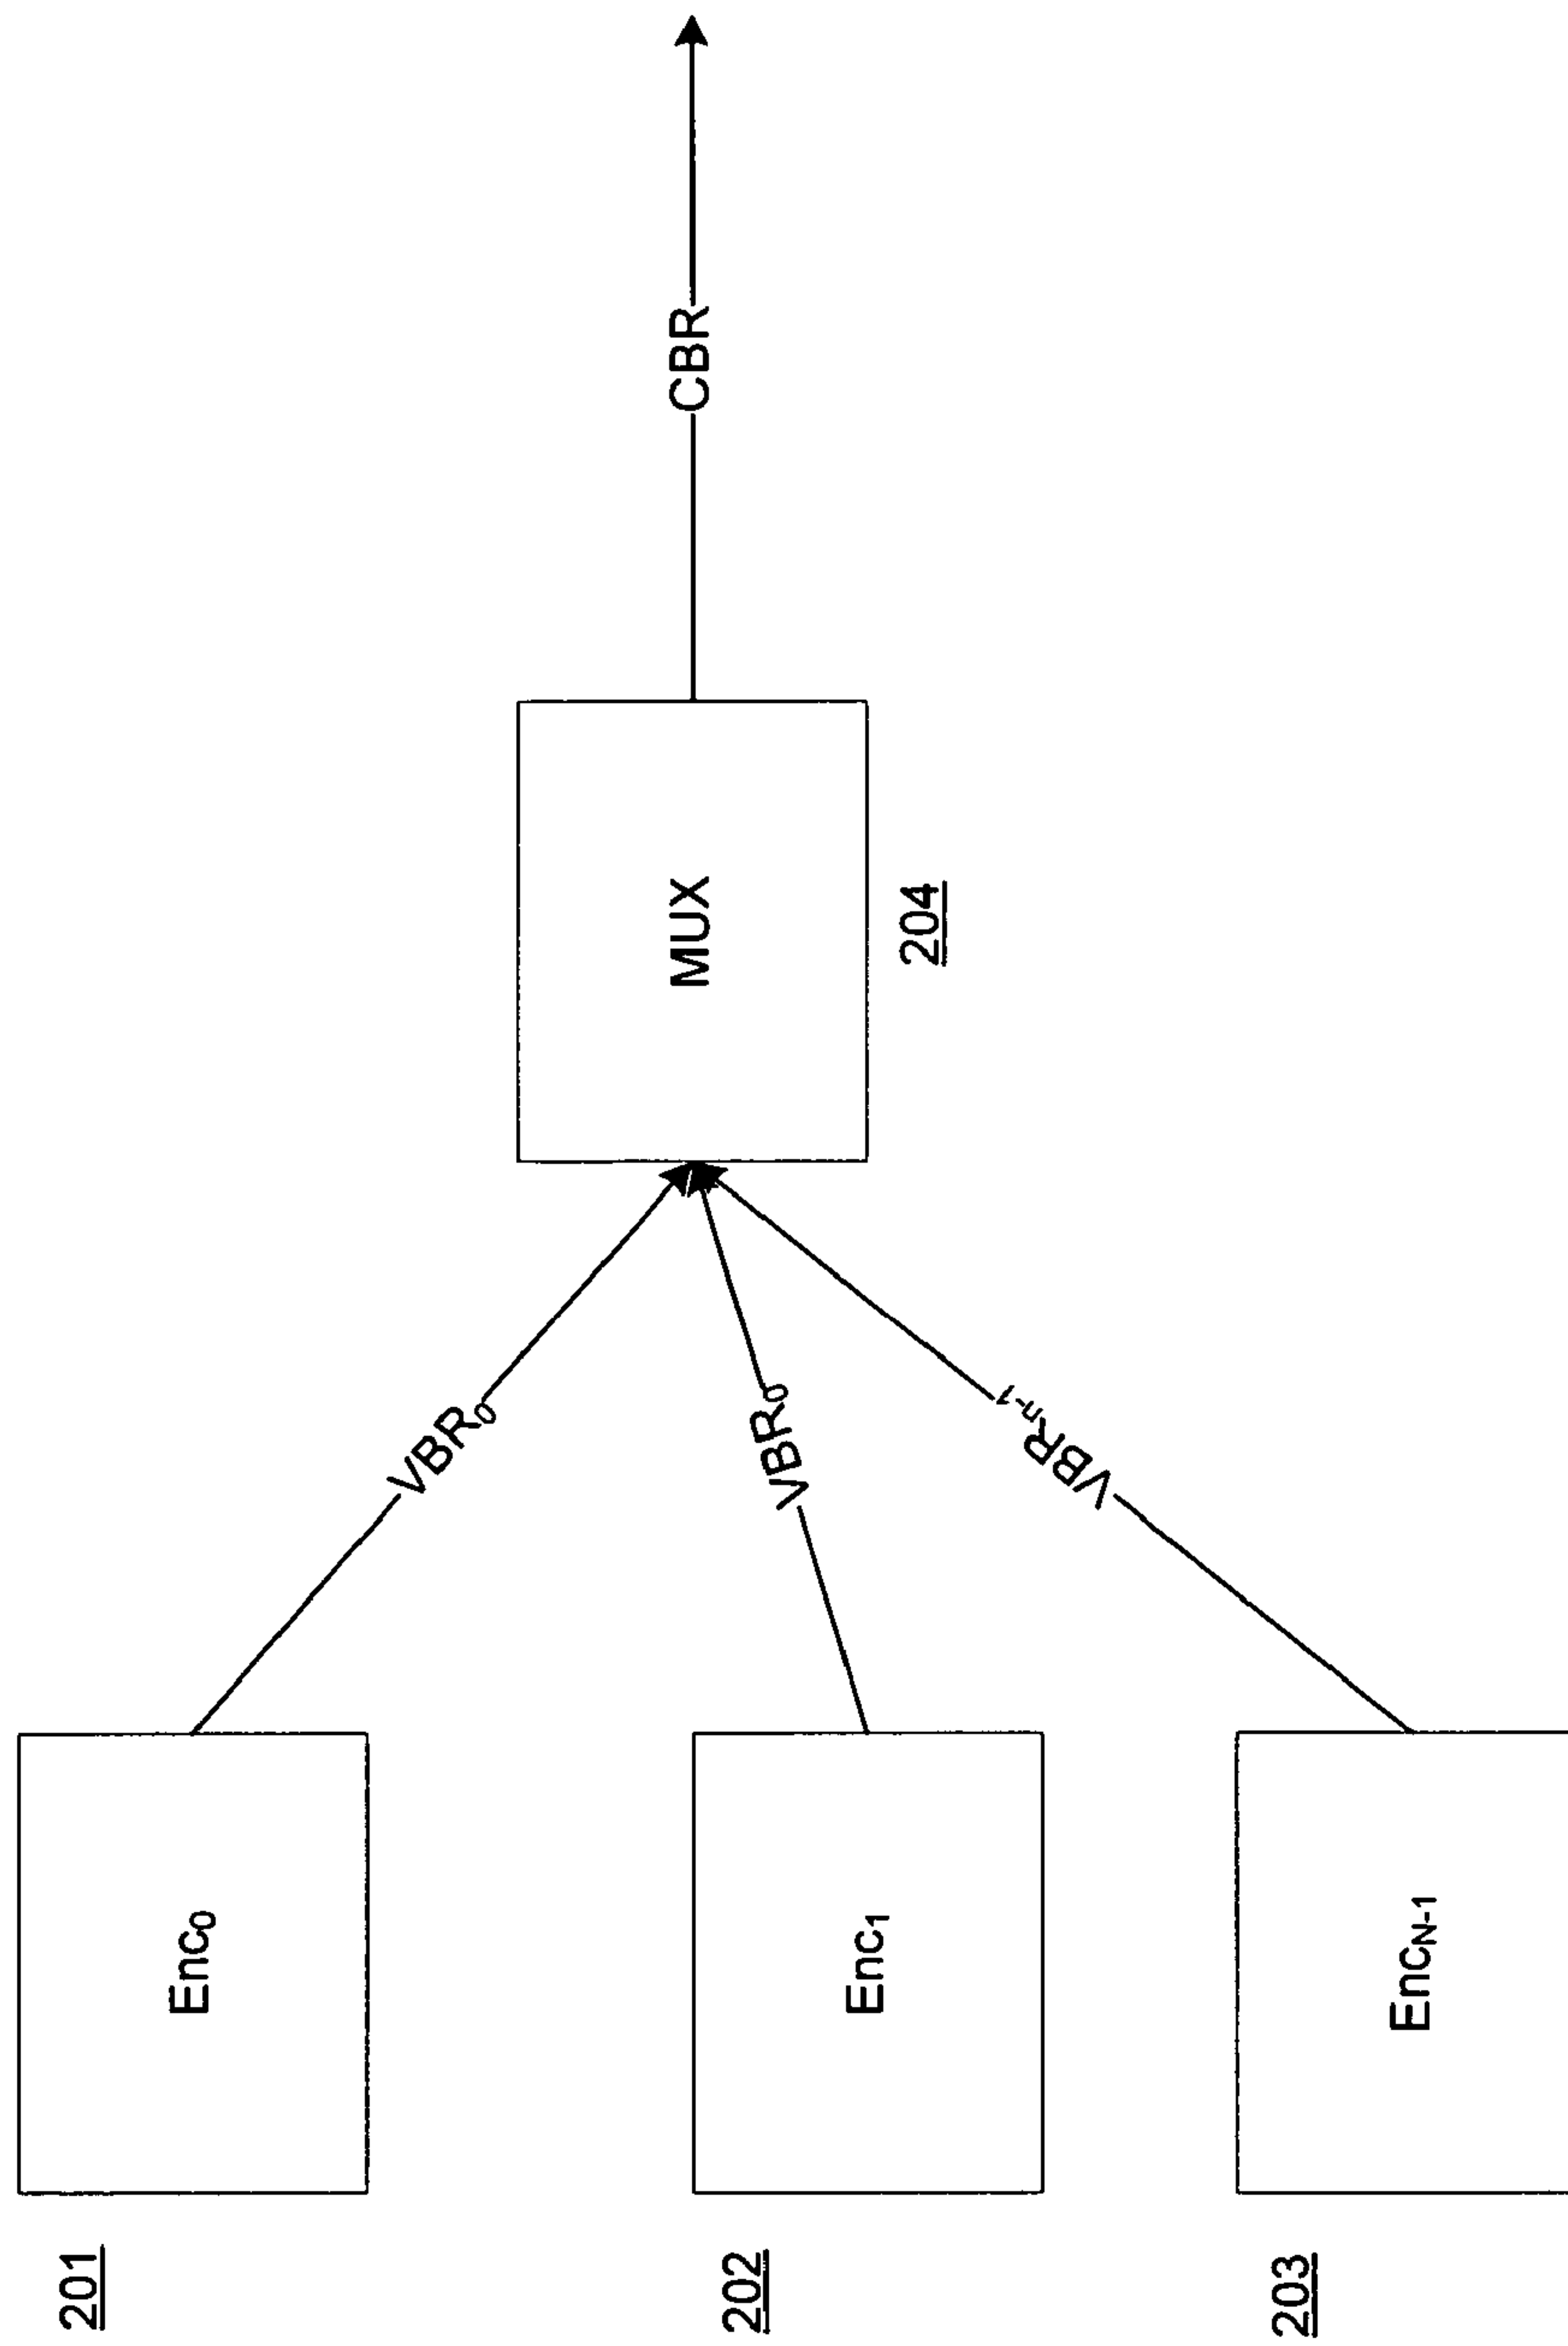 201
Enc₀
VBR₀
202
Enc₁
VBR₀
203
Encₙ₋₁
VBRₙ₋₁
MUX
204
CBR